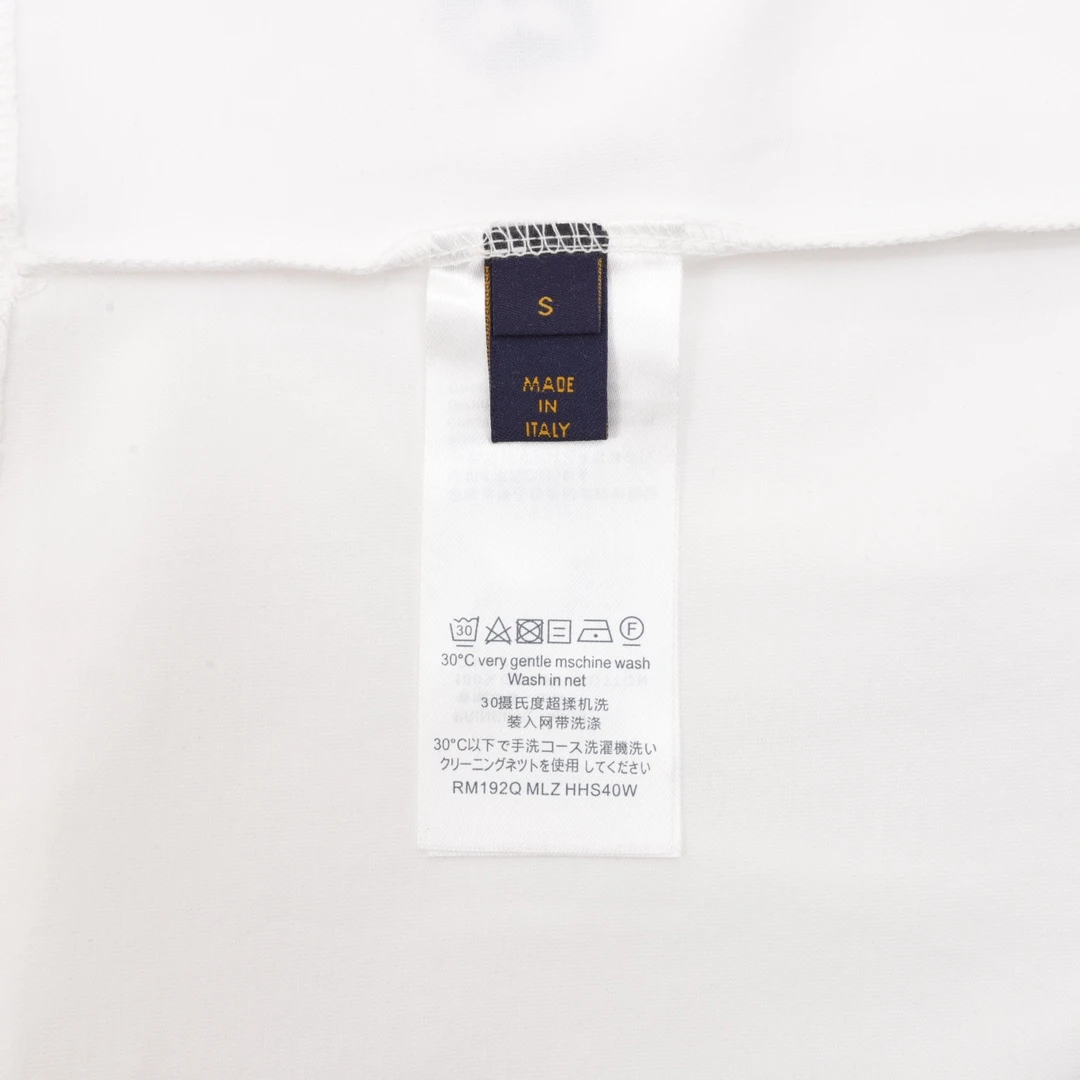 S
MADE
IN
ITALY
30
F
30°C very gentle mschine wash
Wash in net
30摄氏度超揉机洗
装入网带洗涤
30°C以下で手洗コース洗濯機洗い
クリーニングネツトを使用してください
RM192Q MLZ HHS40W